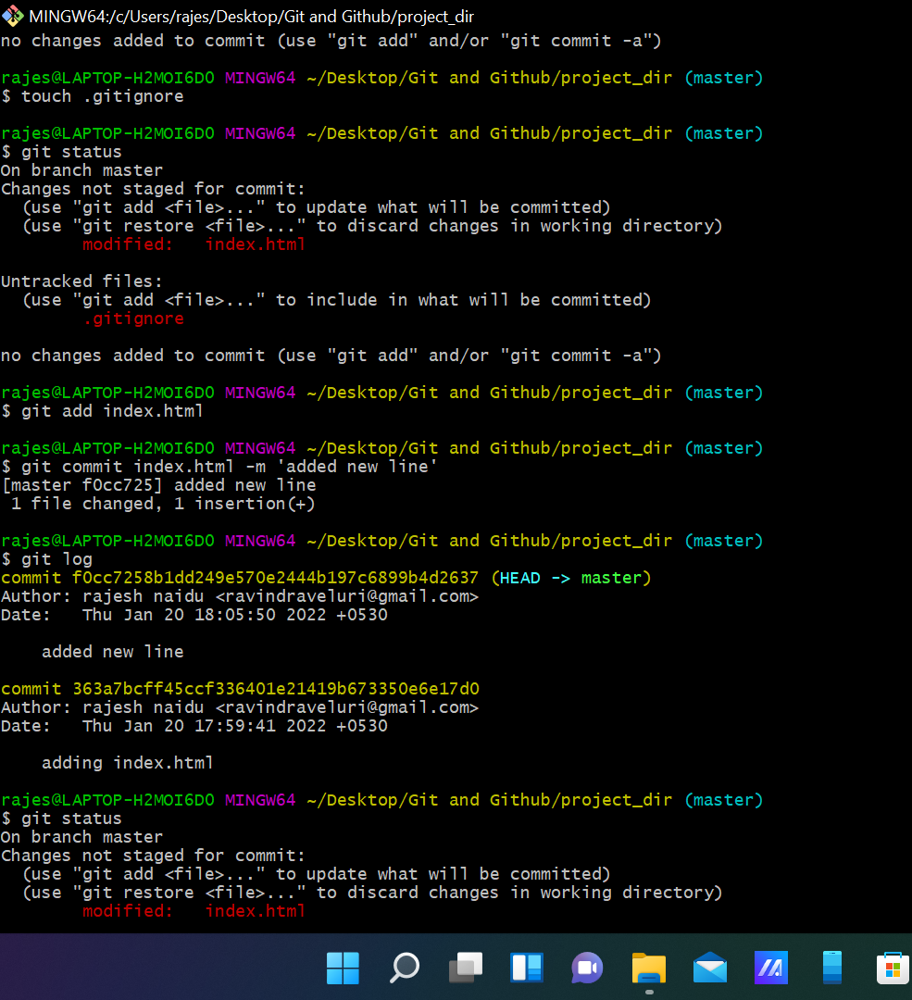 MINGW64:/c/Users/rajes/Desktop/Git and Github/project_dir
no changes added to commit (use "git add" and/or "git commit -a")
rajes@LAPTOP-H2MOI6DO MINGW64 ~/Desktop/Git and Github/project_dir (master)
$ touch .gitignore
rajes@LAPTOP-H2MOI6DO MINGW64 ~/Desktop/Git and Github/project_dir (master)
$ git status
On branch master
Changes not staged for commit:
  (use "git add <file>..." to update what will be committed)
  (use "git restore <file>..." to discard changes in working directory)
        modified:   index.html
Untracked files:
  (use "git add <file>..." to include in what will be committed)
        .gitignore
no changes added to commit (use "git add" and/or "git commit -a")
rajes@LAPTOP-H2MOI6DO MINGW64 ~/Desktop/Git and Github/project_dir (master)
$ git add index.html
rajes@LAPTOP-H2MOI6DO MINGW64 ~/Desktop/Git and Github/project_dir (master)
$ git commit index.html -m 'added new line'
[master f0cc725] added new line
 1 file changed, 1 insertion(+)
rajes@LAPTOP-H2MOI6DO MINGW64 ~/Desktop/Git and Github/project_dir (master)
$ git log
commit f0cc7258b1dd249e570e2444b197c6899b4d2637 (HEAD -> master)
Author: rajesh naidu <ravindraveluri@gmail.com>
Date:   Thu Jan 20 18:05:50 2022 +0530
    added new line
commit 363a7bcff45ccf336401e21419b673350e6e17d0
Author: rajesh naidu <ravindraveluri@gmail.com>
Date:   Thu Jan 20 17:59:41 2022 +0530
    adding index.html
rajes@LAPTOP-H2MOI6DO MINGW64 ~/Desktop/Git and Github/project_dir (master)
$ git status
On branch master
Changes not staged for commit:
  (use "git add <file>..." to update what will be committed)
  (use "git restore <file>..." to discard changes in working directory)
        modified:   index.html